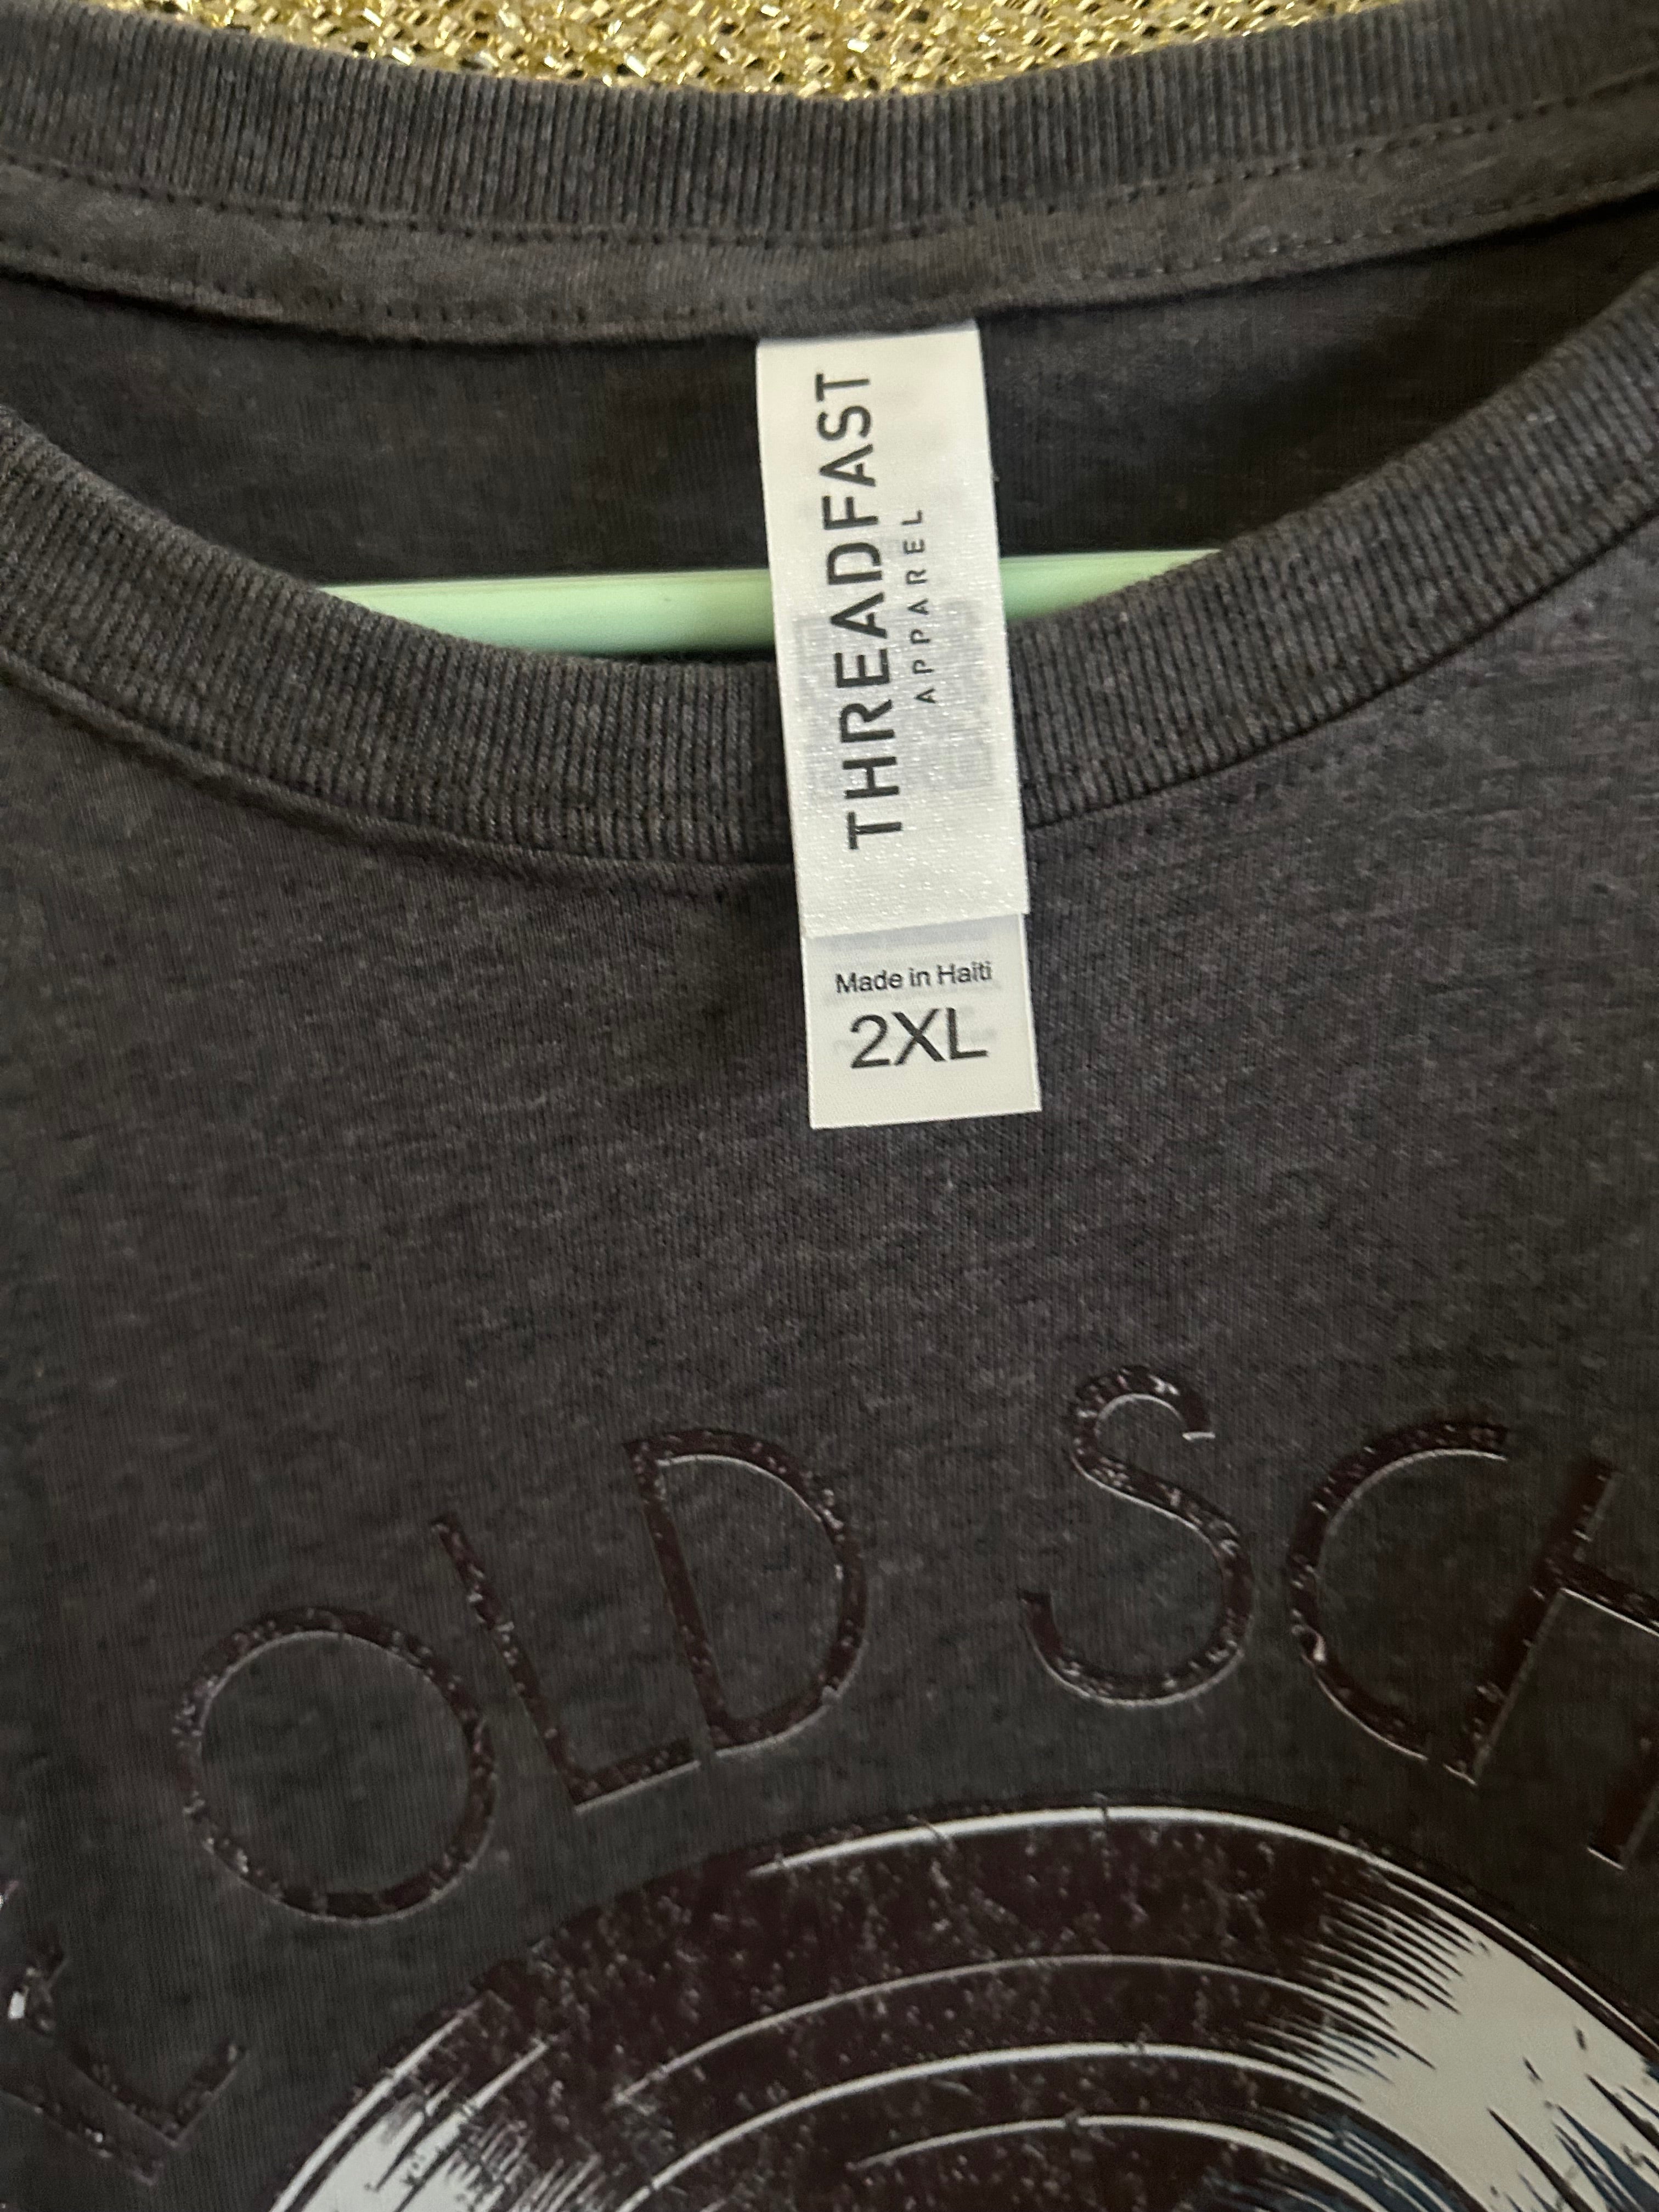 THREADFAST
APPAREL
Made in Haiti
2XL
OLD SCH